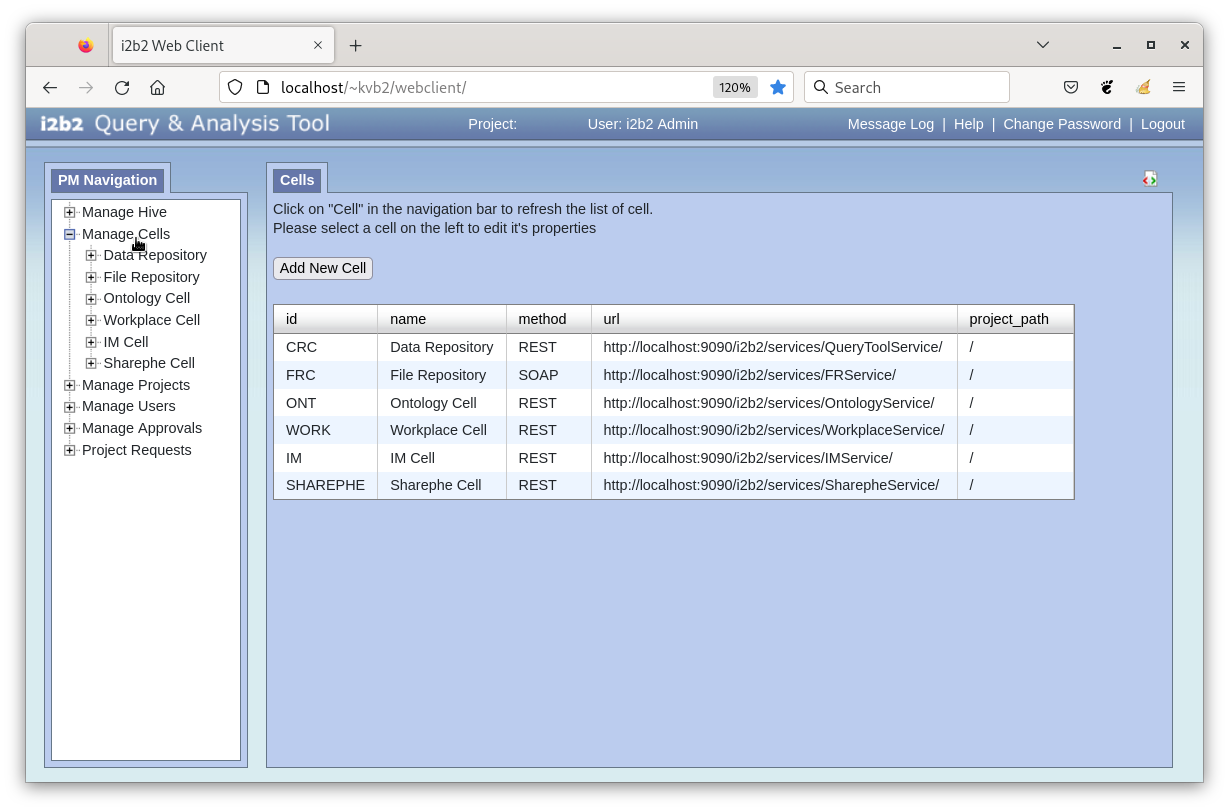 i2b2 Web Client
localhost/~kvb2/webclient/ 120% Search
i2b2 Query & Analysis Tool Project: User: i2b2 Admin Message Log | Help | Change Password | Logout
PM Navigation
Manage Hive
Manage Cells
Data Repository
File Repository
Ontology Cell
Workplace Cell
IM Cell
Sharephe Cell
Manage Projects
Manage Users
Manage Approvals
Project Requests
Cells
Click on "Cell" in the navigation bar to refresh the list of cell.
Please select a cell on the left to edit it's properties
Add New Cell
id name method url project_path
CRC Data Repository REST http://localhost:9090/i2b2/services/QueryToolService/ /
FRC File Repository SOAP http://localhost:9090/i2b2/services/FRService/ /
ONT Ontology Cell REST http://localhost:9090/i2b2/services/OntologyService/ /
WORK Workplace Cell REST http://localhost:9090/i2b2/services/WorkplaceService/ /
IM IM Cell REST http://localhost:9090/i2b2/services/IMService/ /
SHAREPHE Sharephe Cell REST http://localhost:9090/i2b2/services/SharepheService/ /